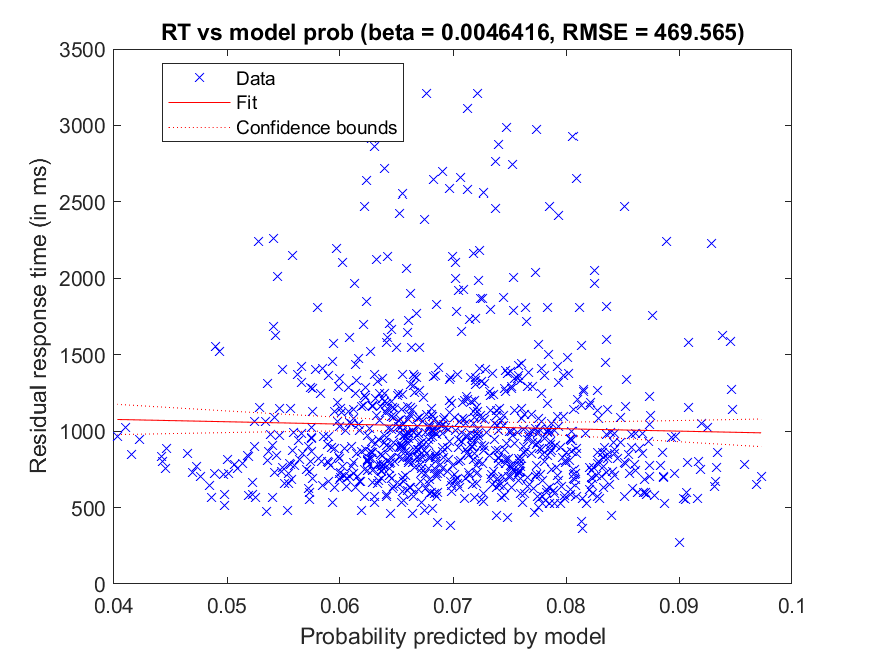 RT vs model prob (beta = 0.0046416, RMSE = 469.565)
3500
3000
2500
2000
1500
1000
500
0
Residual response time (in ms)
Data
Fit
Confidence bounds
0.04 0.05 0.06 0.07 0.08 0.09 0.1
Probability predicted by model